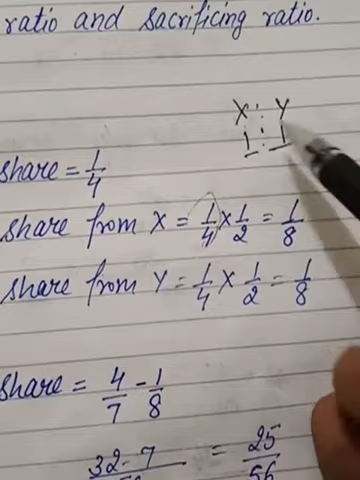 ratio and sacrificing ratio.
X : Y
1 : 1
share = 1/4
share from X = 1/4 X 1/2 = 1/8
share from Y = 1/4 X 1/2 = 1/8
share = 4/7 - 1/8
32-7 = 25/56